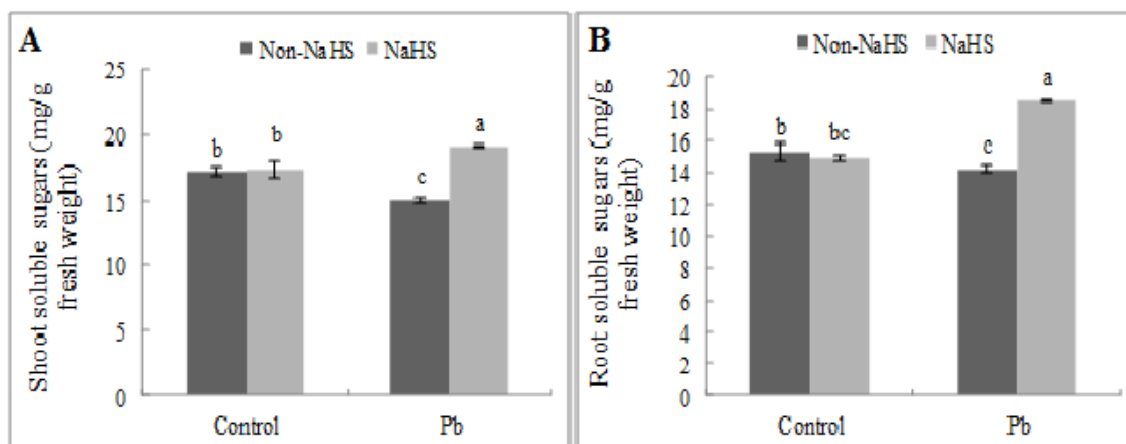 A
Non-NaHS NaHS
Shoot soluble sugars (mg/g
fresh weight)
25
20
15
10
5
0
b
b
c
a
Control Pb
B
Non-NaHS NaHS
Root soluble sugars (mg/g
fresh weight)
20
18
16
14
12
10
8
6
4
2
0
b
bc
c
a
Control Pb